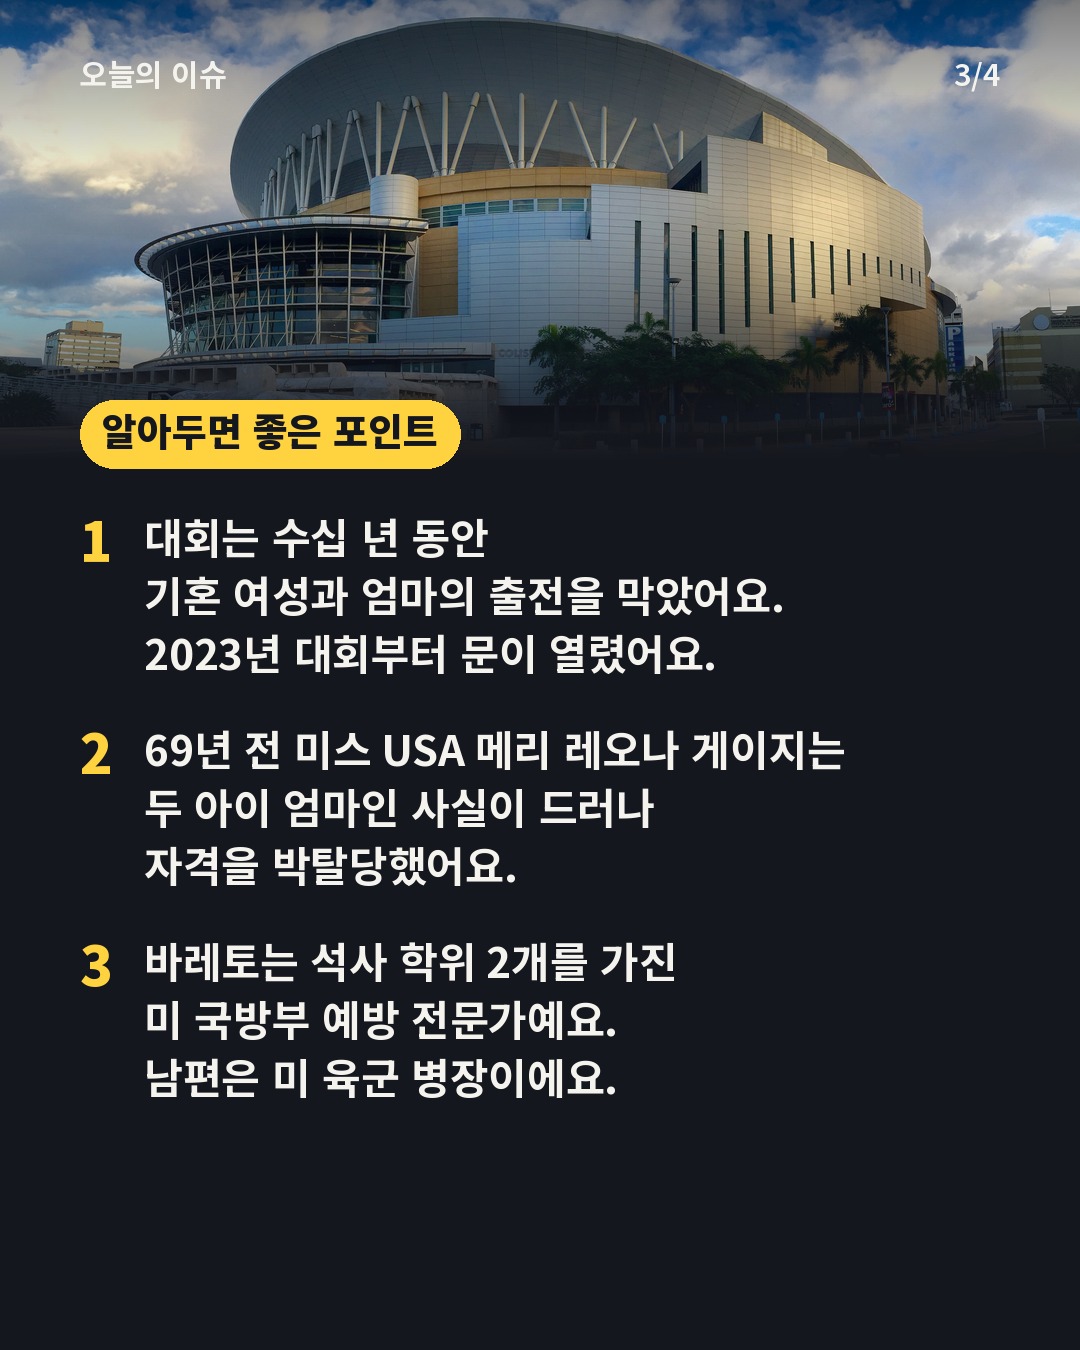 오늘의 이슈
3/4
알아두면 좋은 포인트
1 대회는 수십 년 동안
기혼 여성과 엄마의 출전을 막았어요.
2023년 대회부터 문이 열렸어요.
2 69년 전 미스 USA 메리 레오나 게이지는
두 아이 엄마인 사실이 드러나
자격을 박탈당했어요.
3 바레토는 석사 학위 2개를 가진
미 국방부 예방 전문가예요.
남편은 미 육군 병장이에요.